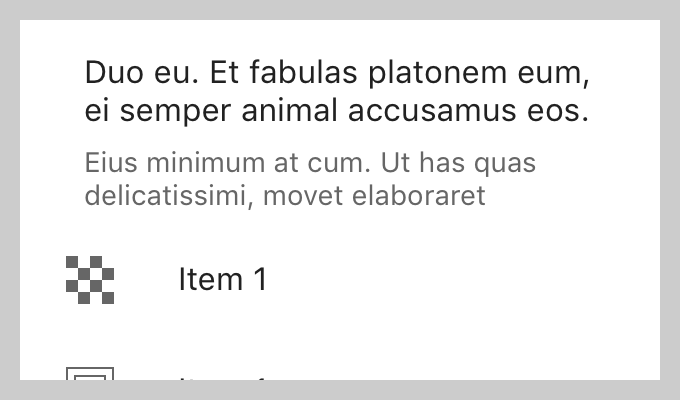 Duo eu. Et fabulas platonem eum,
ei semper animal accusamus eos.
Eius minimum at cum. Ut has quas
delicatissimi, movet elaboraret
Item 1